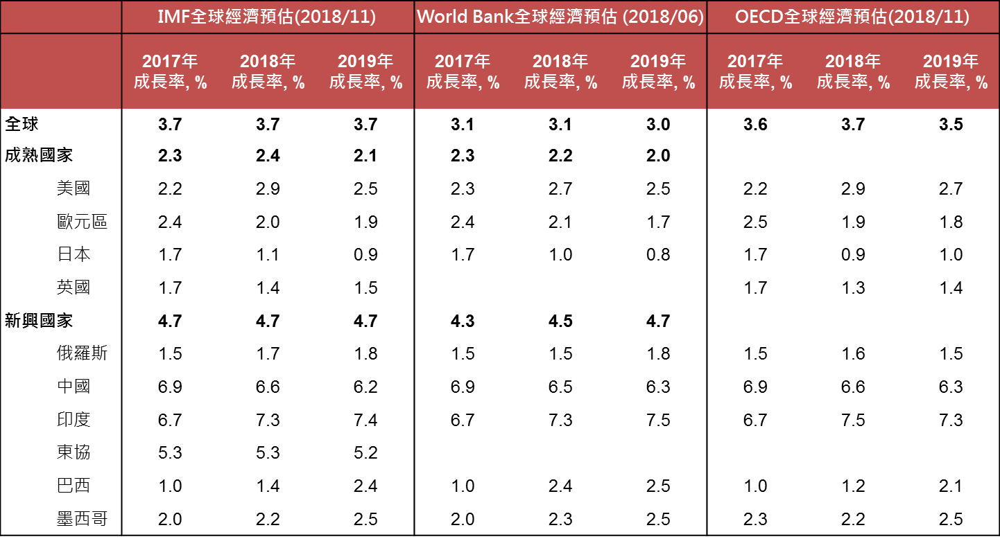 IMF全球經濟預估(2018/11) World Bank全球經濟預估 (2018/06) OECD全球經濟預估(2018/11)
2017年 2018年 2019年 2017年 2018年 2019年 2017年 2018年 2019年
成長率, % 成長率, % 成長率, % 成長率, % 成長率, % 成長率, % 成長率, % 成長率, % 成長率, %
全球 3.7 3.7 3.7 3.1 3.1 3.0 3.6 3.7 3.5
成熟國家 2.3 2.4 2.1 2.3 2.2 2.0
美國 2.2 2.9 2.5 2.3 2.7 2.5 2.2 2.9 2.7
歐元區 2.4 2.0 1.9 2.4 2.1 1.7 2.5 1.9 1.8
日本 1.7 1.1 0.9 1.7 1.0 0.8 1.7 0.9 1.0
英國 1.7 1.4 1.5 1.7 1.3 1.4
新興國家 4.7 4.7 4.7 4.3 4.5 4.7
俄羅斯 1.5 1.7 1.8 1.5 1.5 1.8 1.5 1.6 1.5
中國 6.9 6.6 6.2 6.9 6.5 6.3 6.9 6.6 6.3
印度 6.7 7.3 7.4 6.7 7.3 7.5 6.7 7.5 7.3
東協 5.3 5.3 5.2
巴西 1.0 1.4 2.4 1.0 2.4 2.5 1.0 1.2 2.1
墨西哥 2.0 2.2 2.5 2.0 2.3 2.5 2.3 2.2 2.5